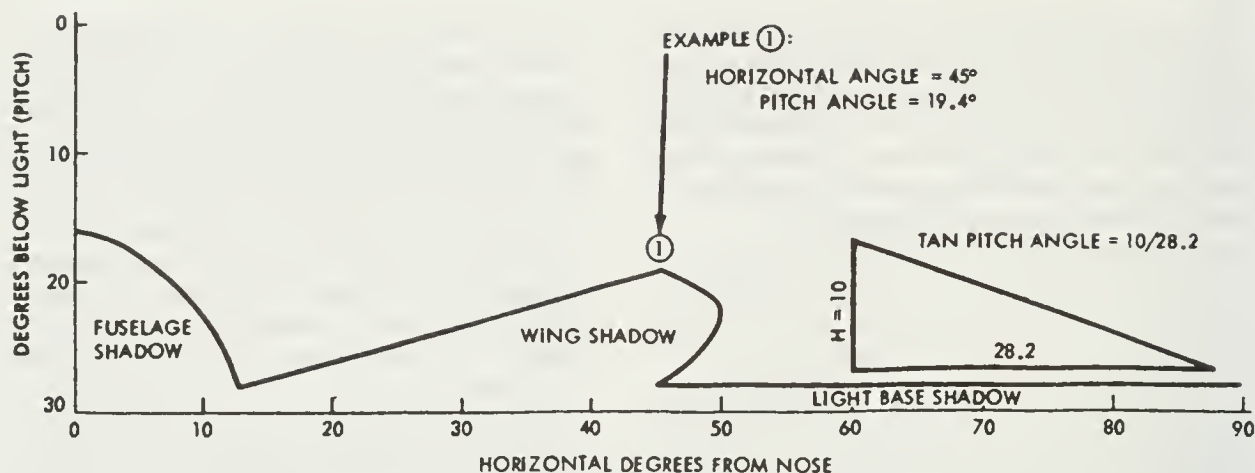 EXAMPLE ①:
HORIZONTAL ANGLE = 45°
PITCH ANGLE = 19.4°
DEGREES BELOW LIGHT (PITCH)
0
10
20
30
①
TAN PITCH ANGLE = 10/28.2
H = 10
28.2
FUSELAGE
SHADOW
WING SHADOW
LIGHT BASE SHADOW
0 10 20 30 40 50 60 70 80 90
HORIZONTAL DEGREES FROM NOSE